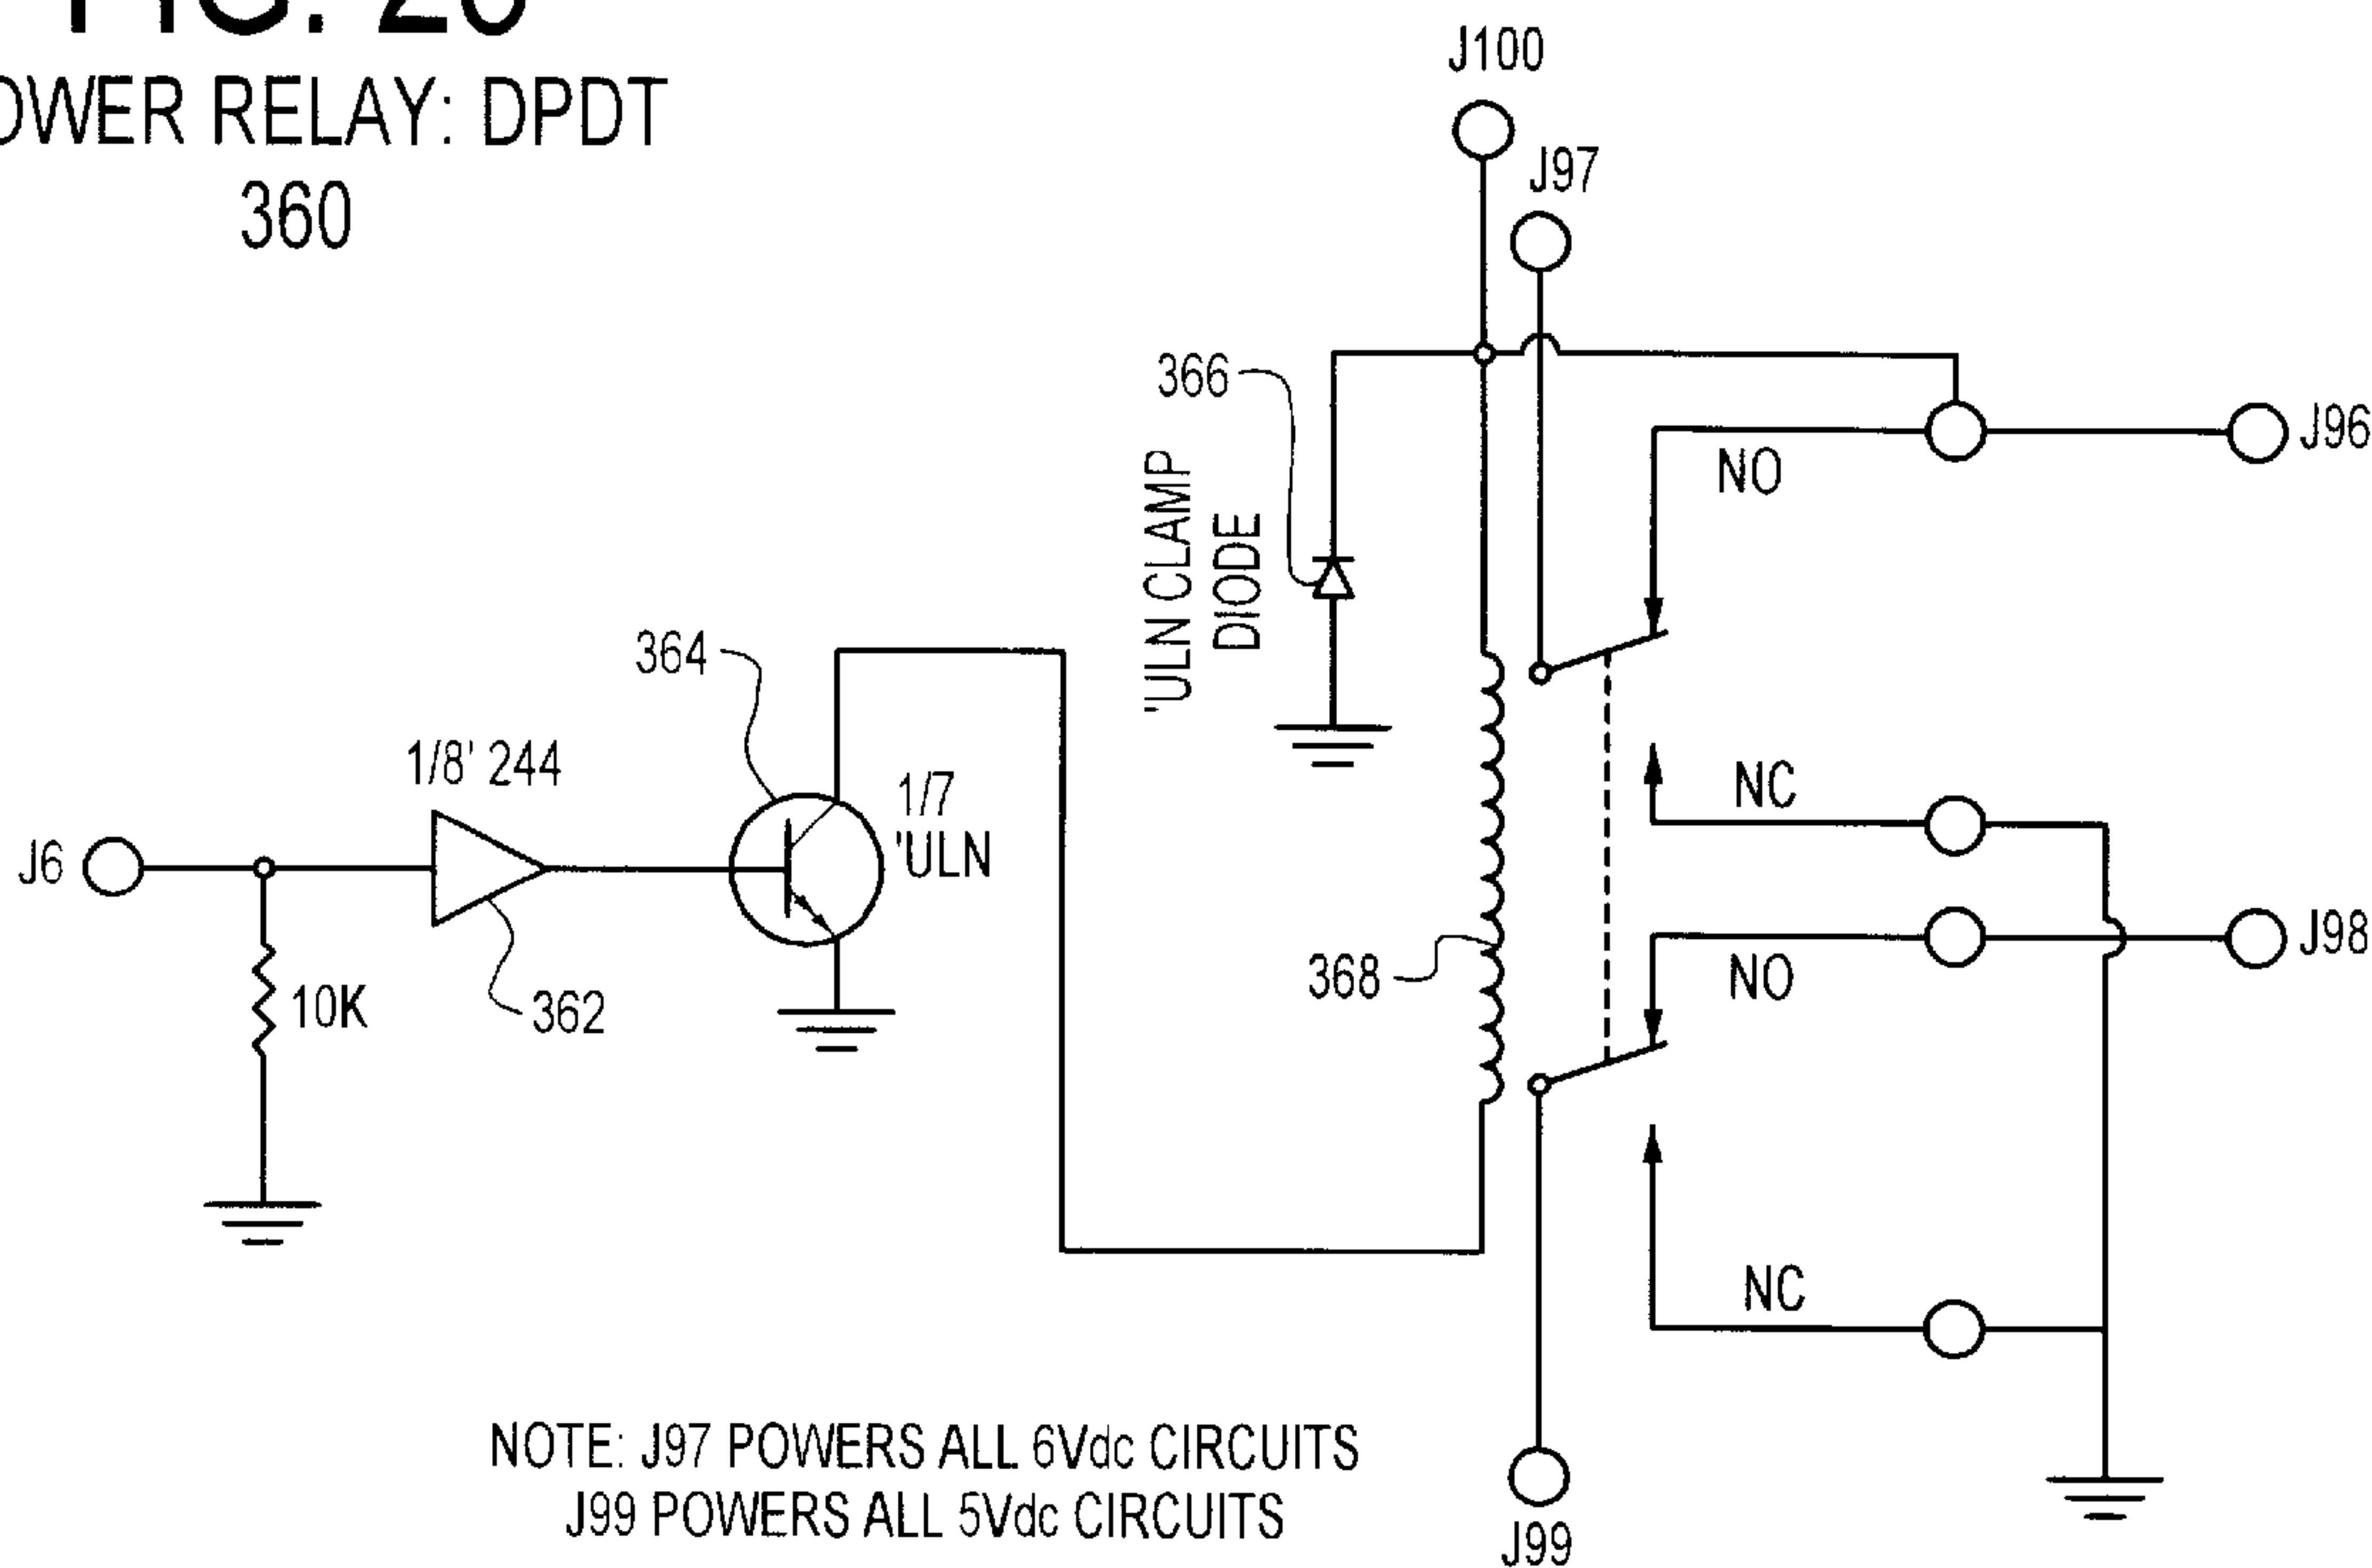 OWER RELAY: DPDT
360
J100
J97
366
J96
NO
'ULN CLAMP
DIODE
364
1/8' 244
1/7
'ULN
NC
J6
J98
368
NO
10K
362
NC
NOTE: J97 POWERS ALL 6Vdc CIRCUITS
J99 POWERS ALL 5Vdc CIRCUITS
J99